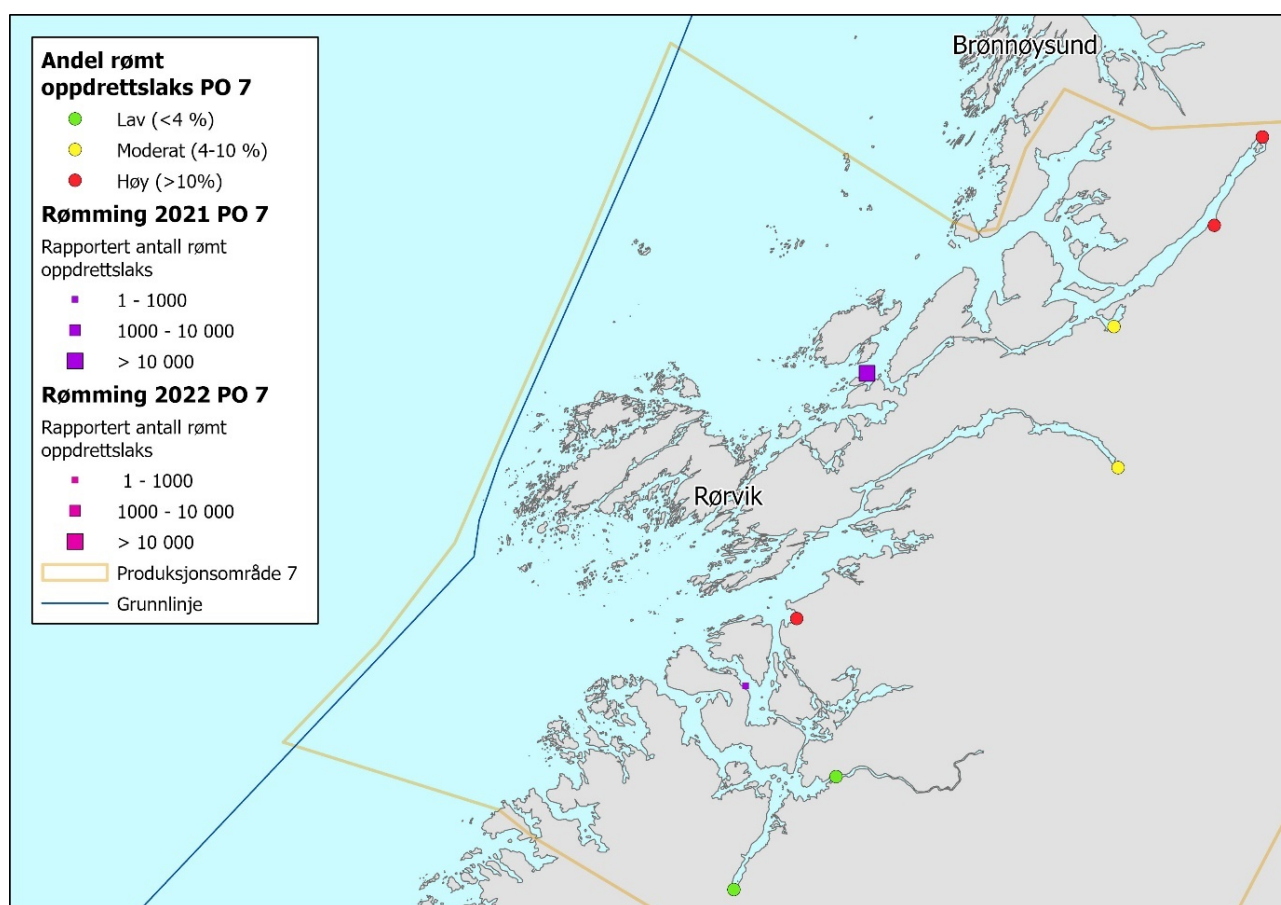 Andel rømt
oppdrettslaks PO 7
Lav (<4 %)
Moderat (4-10 %)
Høy (>10%)
Rømming 2021 PO 7
Rapportert antall rømt
oppdrettslaks
1 - 1000
1000 - 10 000
> 10 000
Rømming 2022 PO 7
Rapportert antall rømt
oppdrettslaks
1 - 1000
1000 - 10 000
> 10 000
Produksjonsområde 7
Grunnlinje
Brønnøysund
Rørvik